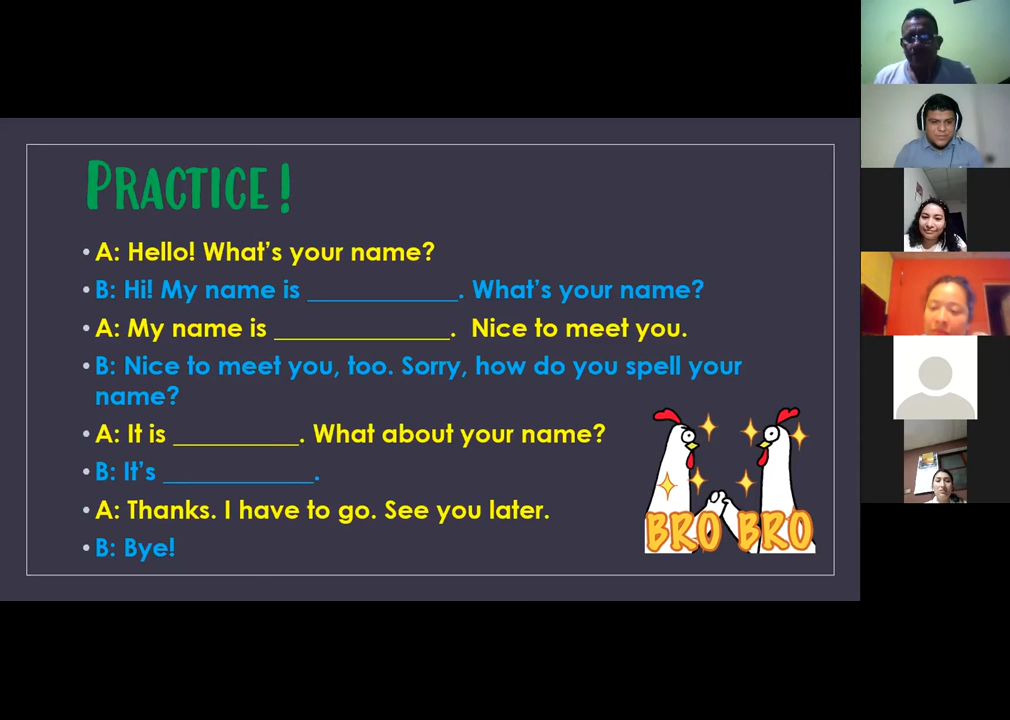 PRACTICE!
• A: Hello! What's your name?
• B: Hi! My name is ____________. What's your name?
• A: My name is ______________.  Nice to meet you.
• B: Nice to meet you, too. Sorry, how do you spell your
name?
• A: It is __________. What about your name?
• B: It's ____________.
• A: Thanks. I have to go. See you later.
• B: Bye!
BRO BRO